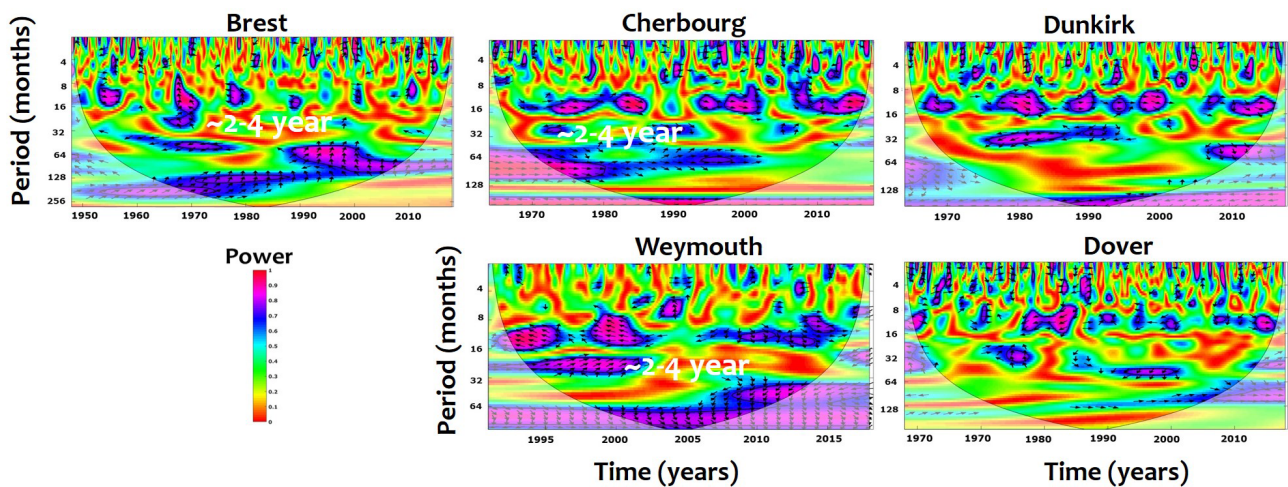 Brest
Cherbourg
Dunkirk
Period (months)
4
8
16
32
64
128
256
~2-4 year
1950 1960 1970 1980 1990 2000 2010
4
8
16
32
64
128
~2-4 year
1970 1980 1990 2000 2010
4
8
16
32
64
128
1970 1980 1990 2000 2010
Power
1
0.9
0.8
0.7
0.6
0.5
0.4
0.3
0.2
0.1
0
Weymouth
Dover
Period (months)
4
8
16
32
64
~2-4 year
1995 2000 2005 2010 2015
4
8
16
32
64
128
1970 1970 1980 1990 2000 2010
Time (years)
Time (years)